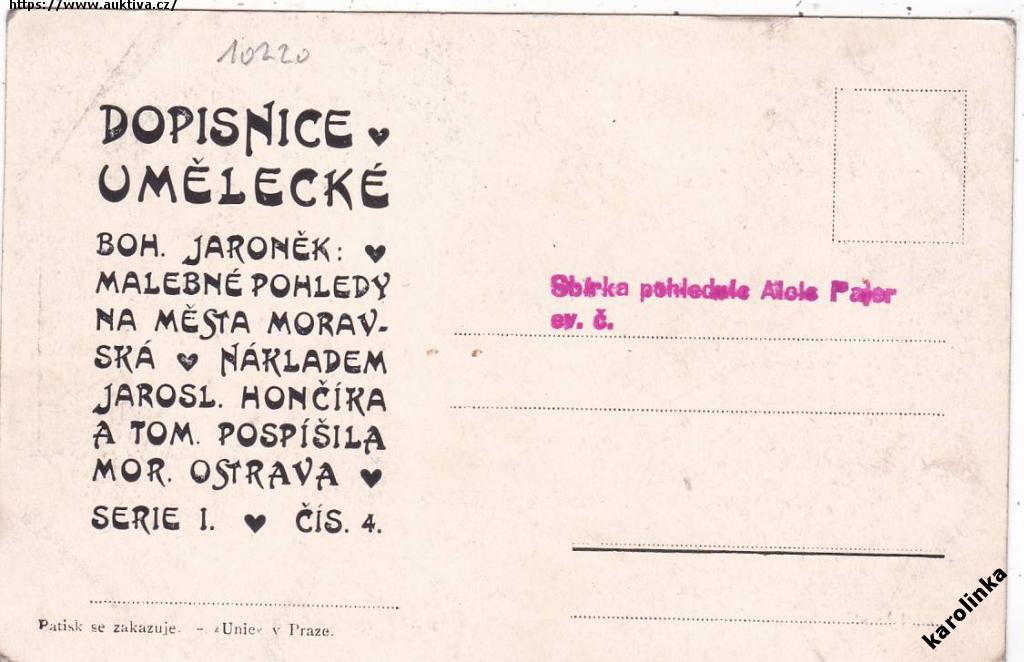 https://www.auktiva.cz/
10220
DOPISNICE ♥
UMĚLECKÉ
BOH. JARONĚK: ♥
MALEBNÉ POHLEDY
NA MĚSTA MORAV-
SKÁ ♥ NÁKLADEM
JAROSL. HONČÍKA
A TOM. POSPÍŠILA
MOR. OSTRAVA ♥
SERIE I. ♥ ČÍS. 4.
Patisk se zakazuje. – »Unie« v Praze.
Sbírka pohlednic Alois Pajer
ev. č.
karolinka